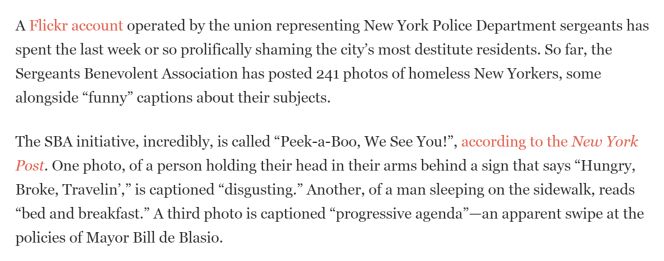 A Flickr account operated by the union representing New York Police Department sergeants has
spent the last week or so prolifically shaming the city’s most destitute residents. So far, the
Sergeants Benevolent Association has posted 241 photos of homeless New Yorkers, some
alongside “funny” captions about their subjects.
The SBA initiative, incredibly, is called “Peek-a-Boo, We See You!”, according to the New York
Post. One photo, of a person holding their head in their arms behind a sign that says “Hungry,
Broke, Travelin’,” is captioned “disgusting.” Another, of a man sleeping on the sidewalk, reads
“bed and breakfast.” A third photo is captioned “progressive agenda”—an apparent swipe at the
policies of Mayor Bill de Blasio.